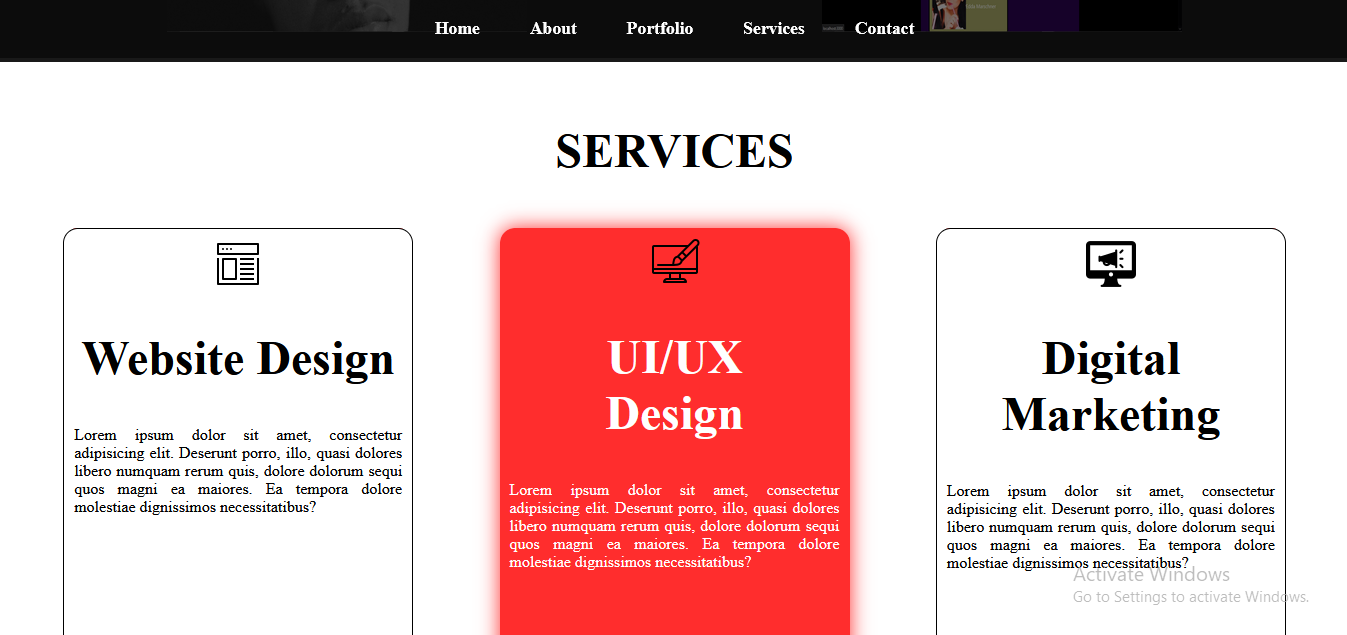 Home About Portfolio Services Contact
SERVICES
Website Design
Lorem ipsum dolor sit amet, consectetur
adipisicing elit. Deserunt porro, illo, quasi dolores
libero numquam rerum quis, dolore dolorum sequi
quos magni ea maiores. Ea tempora dolore
molestiae dignissimos necessitatibus?
UI/UX
Design
Lorem ipsum dolor sit amet, consectetur
adipisicing elit. Deserunt porro, illo, quasi dolores
libero numquam rerum quis, dolore dolorum sequi
quos magni ea maiores. Ea tempora dolore
molestiae dignissimos necessitatibus?
Digital
Marketing
Lorem ipsum dolor sit amet, consectetur
adipisicing elit. Deserunt porro, illo, quasi dolores
libero numquam rerum quis, dolore dolorum sequi
quos magni ea maiores. Ea tempora dolore
molestiae dignissimos necessitatibus?
Activate Windows
Go to Settings to activate Windows.